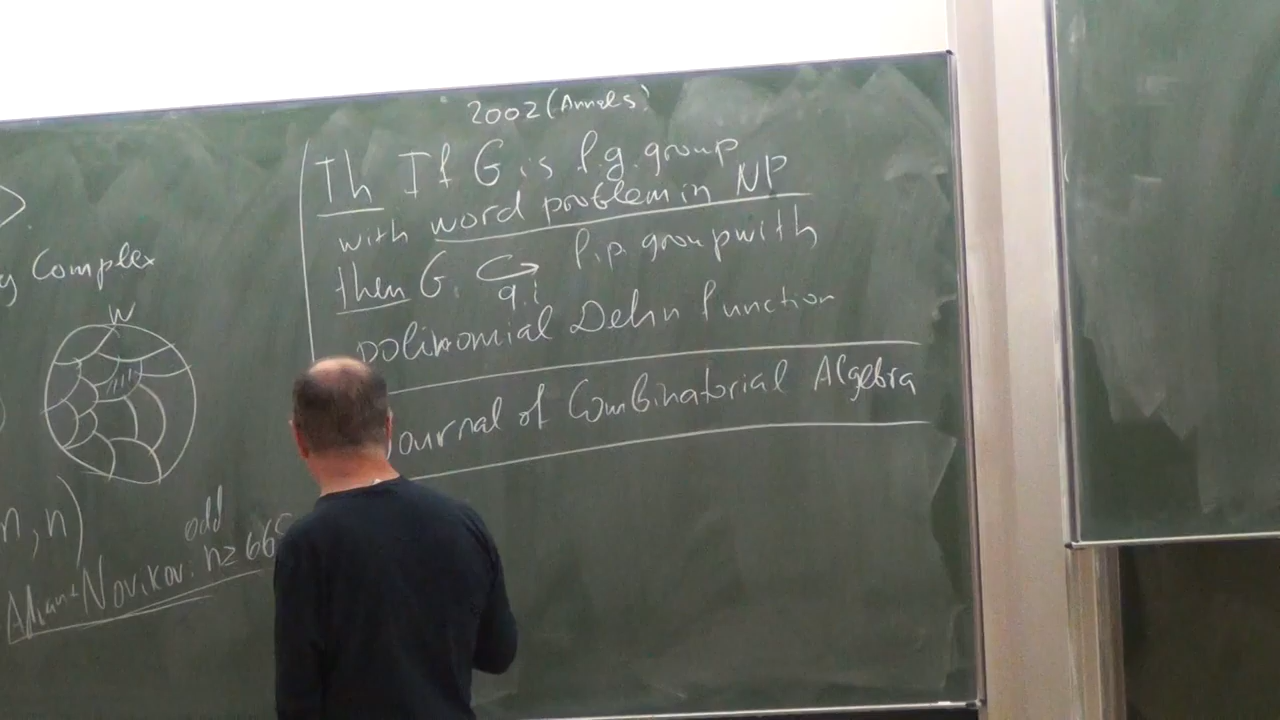 2002 (Annals)
Th If G is f.g. group
with word problem in NP
then G ↪ f.p. group with
q.i
polinomial Dehn function
Journal of Combinatorial Algebra
y Complex
W
n, n)
odd
Novikov: n≥ 665